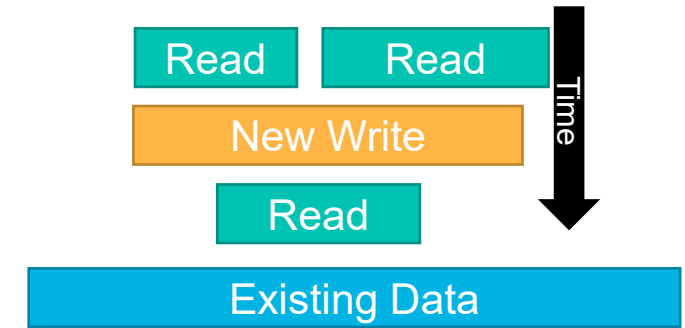 Read Read
Time
New Write
Read
Existing Data